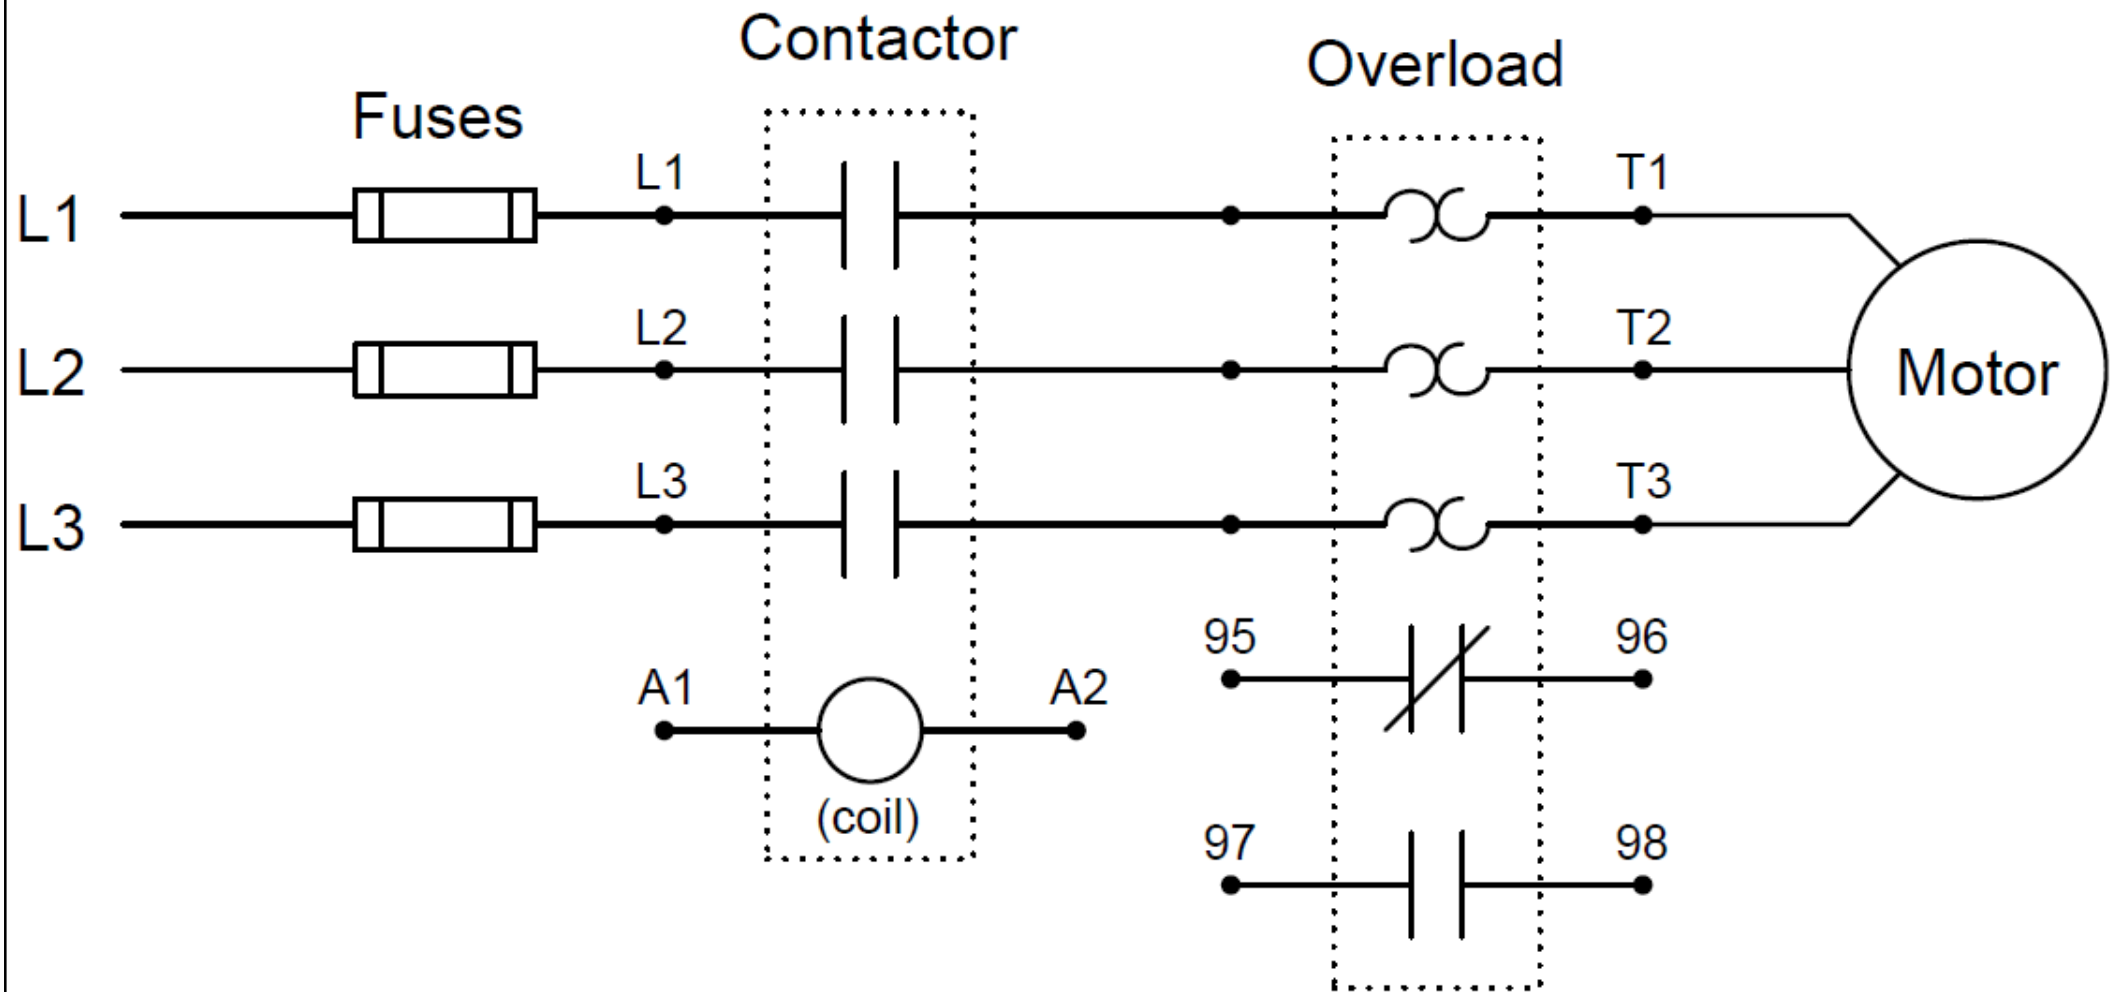 Contactor
Overload
Fuses
L1 L1 T1
L2 L2 T2 Motor
L3 L3 T3
95 96
A1 A2
(coil)
97 98